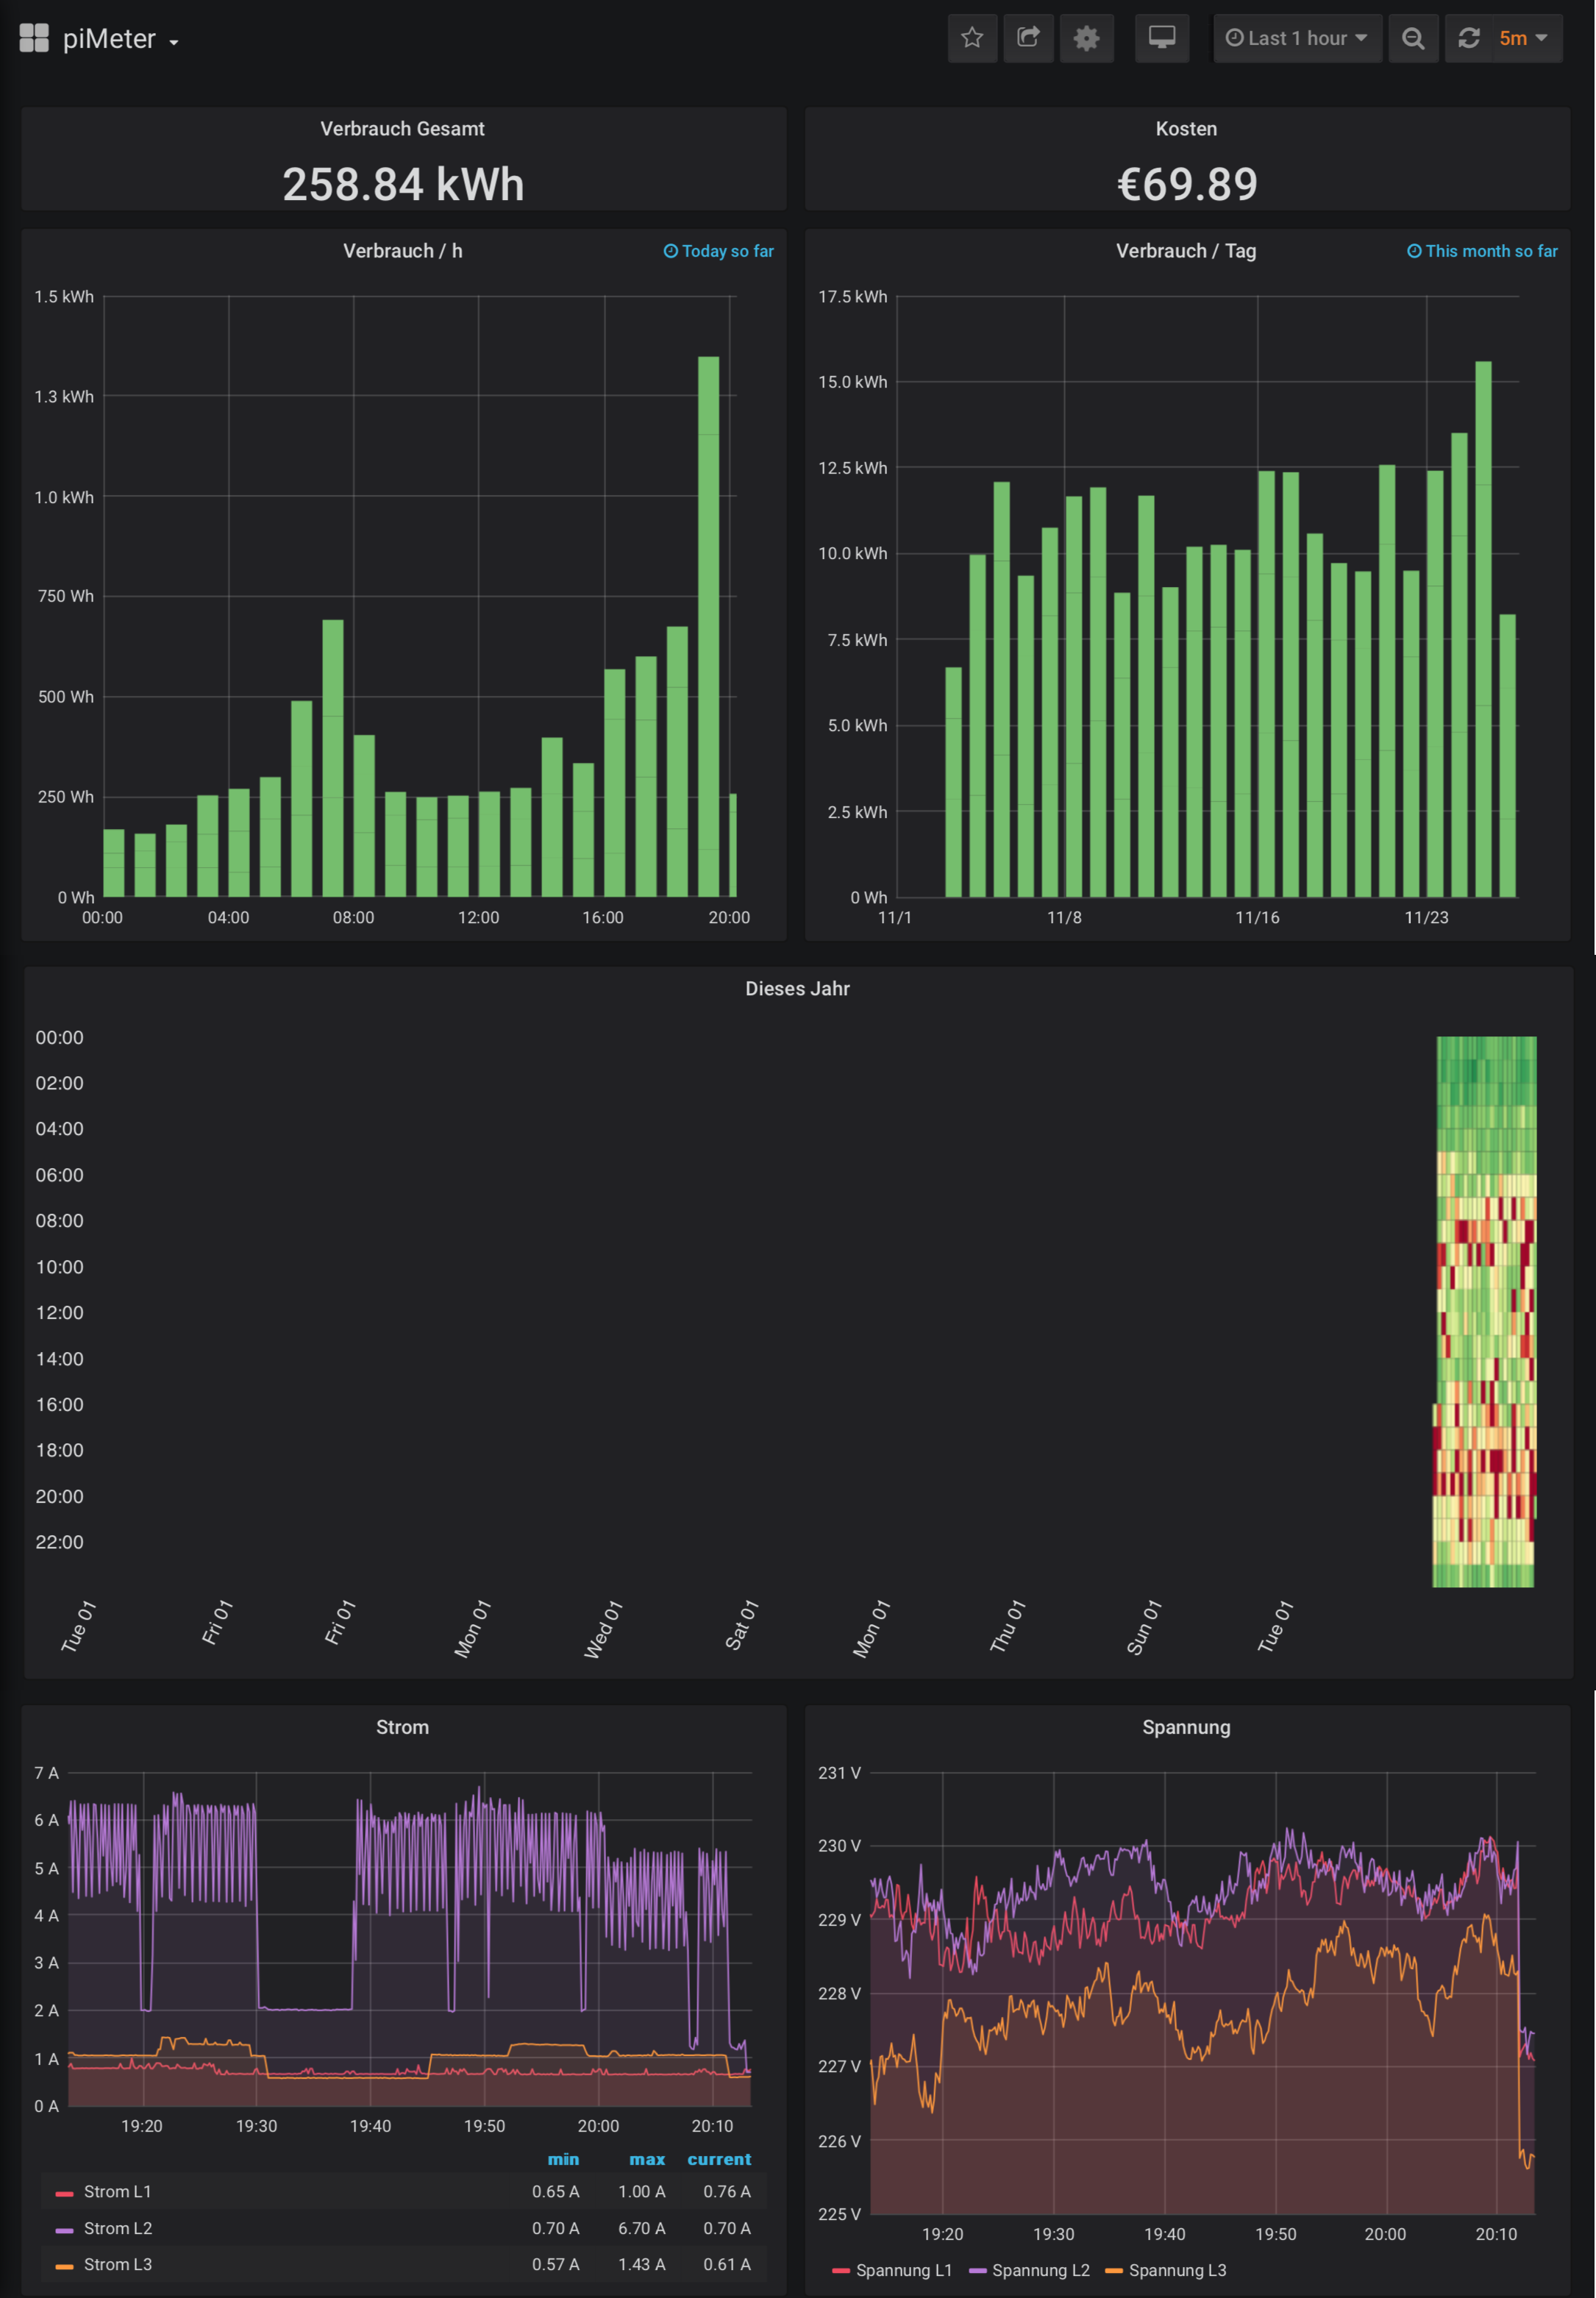 piMeter
Last 1 hour
5m
Verbrauch Gesamt
258.84 kWh
Kosten
€69.89
Verbrauch / h
Today so far
1.5 kWh
1.3 kWh
1.0 kWh
750 Wh
500 Wh
250 Wh
0 Wh
00:00 04:00 08:00 12:00 16:00 20:00
Verbrauch / Tag
This month so far
17.5 kWh
15.0 kWh
12.5 kWh
10.0 kWh
7.5 kWh
5.0 kWh
2.5 kWh
0 Wh
11/1 11/8 11/16 11/23
Dieses Jahr
00:00
02:00
04:00
06:00
08:00
10:00
12:00
14:00
16:00
18:00
20:00
22:00
Tue 01 Fri 01 Fri 01 Mon 01 Wed 01 Sat 01 Mon 01 Thu 01 Sun 01 Tue 01
Strom
7 A
6 A
5 A
4 A
3 A
2 A
1 A
0 A
19:20 19:30 19:40 19:50 20:00 20:10
min max current
Strom L1 0.65 A 1.00 A 0.76 A
Strom L2 0.70 A 6.70 A 0.70 A
Strom L3 0.57 A 1.43 A 0.61 A
Spannung
231 V
230 V
229 V
228 V
227 V
226 V
225 V
19:20 19:30 19:40 19:50 20:00 20:10
Spannung L1 Spannung L2 Spannung L3